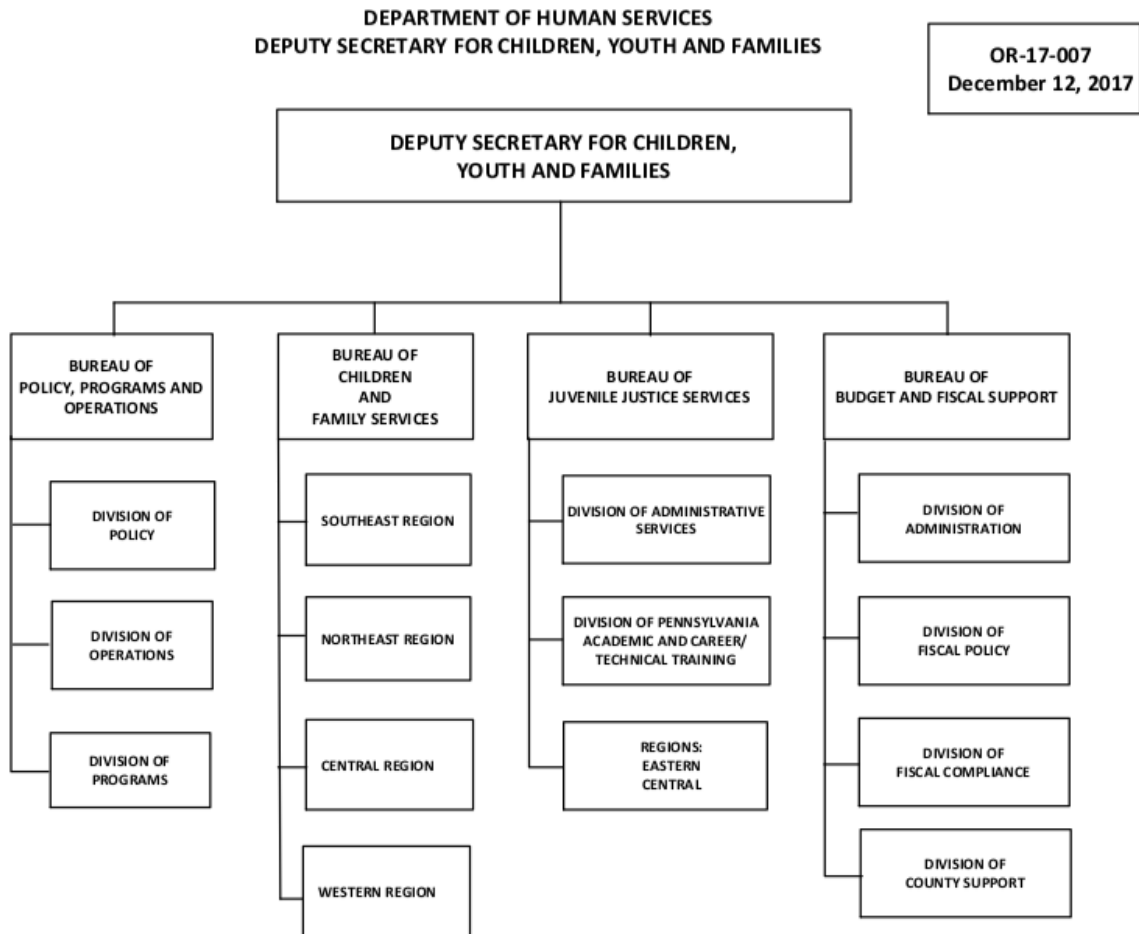 DEPARTMENT OF HUMAN SERVICES
DEPUTY SECRETARY FOR CHILDREN, YOUTH AND FAMILIES
OR-17-007
December 12, 2017
DEPUTY SECRETARY FOR CHILDREN,
YOUTH AND FAMILIES
BUREAU OF
POLICY, PROGRAMS AND
OPERATIONS
DIVISION OF
POLICY
DIVISION OF
OPERATIONS
DIVISION OF
PROGRAMS
BUREAU OF
CHILDREN
AND
FAMILY SERVICES
SOUTHEAST REGION
NORTHEAST REGION
CENTRAL REGION
WESTERN REGION
BUREAU OF
JUVENILE JUSTICE SERVICES
DIVISION OF ADMINISTRATIVE
SERVICES
DIVISION OF PENNSYLVANIA
ACADEMIC AND CAREER/
TECHNICAL TRAINING
REGIONS:
EASTERN
CENTRAL
BUREAU OF
BUDGET AND FISCAL SUPPORT
DIVISION OF
ADMINISTRATION
DIVISION OF
FISCAL POLICY
DIVISION OF
FISCAL COMPLIANCE
DIVISION OF
COUNTY SUPPORT